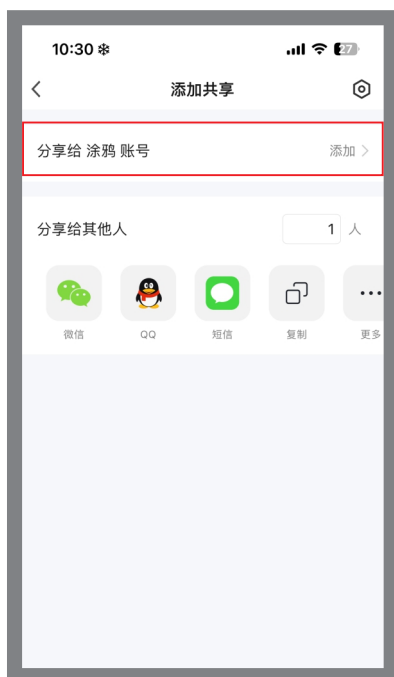 10:30
27
添加共享
分享给 涂鸦 账号
添加
分享给其他人
1 人
微信 QQ 短信 复制 更多